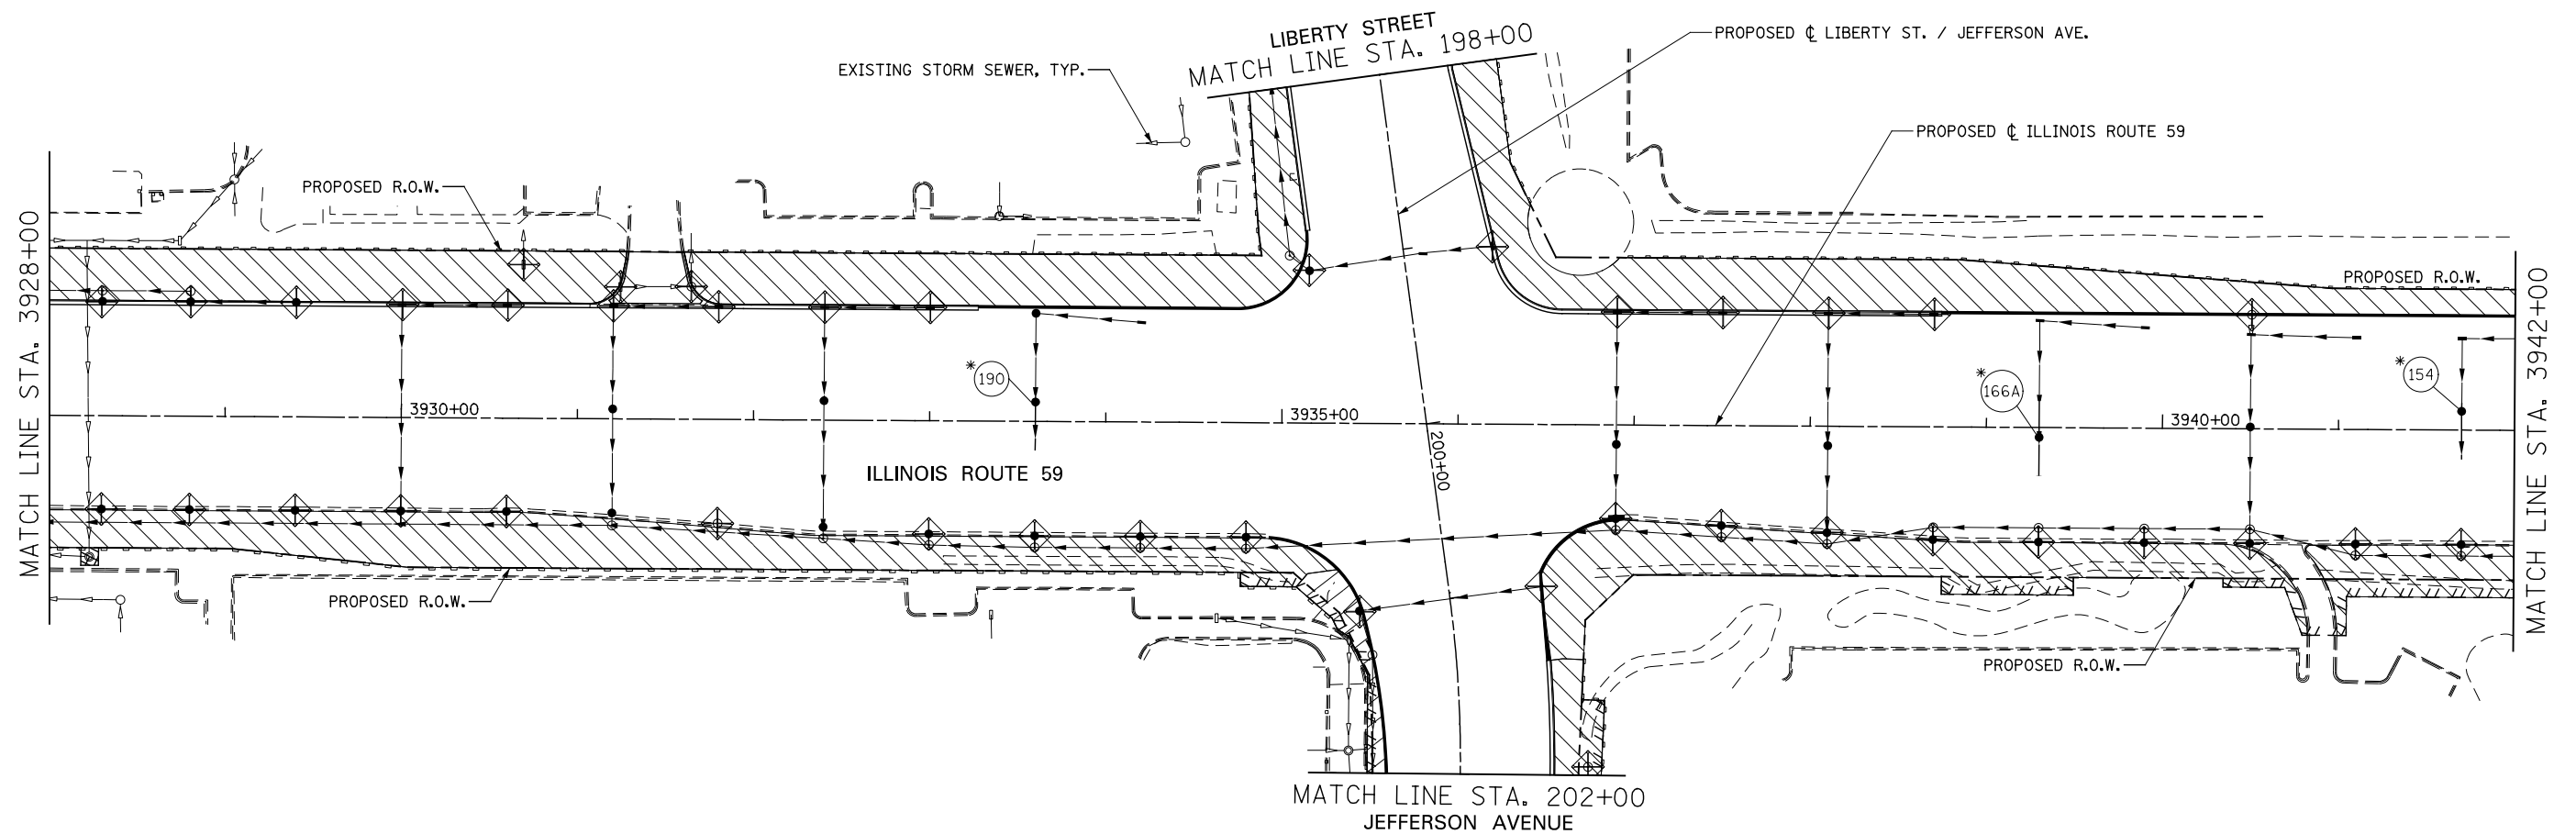 LIBERTY STREET
MATCH LINE STA. 198+00
PROPOSED ℄ LIBERTY ST. / JEFFERSON AVE.
EXISTING STORM SEWER, TYP.
PROPOSED ℄ ILLINOIS ROUTE 59
PROPOSED R.O.W.
PROPOSED R.O.W.
MATCH LINE STA. 3928+00
MATCH LINE STA. 3942+00
*190
*166A
*154
3930+00
3935+00
3940+00
200+00
ILLINOIS ROUTE 59
PROPOSED R.O.W.
PROPOSED R.O.W.
MATCH LINE STA. 202+00
JEFFERSON AVENUE